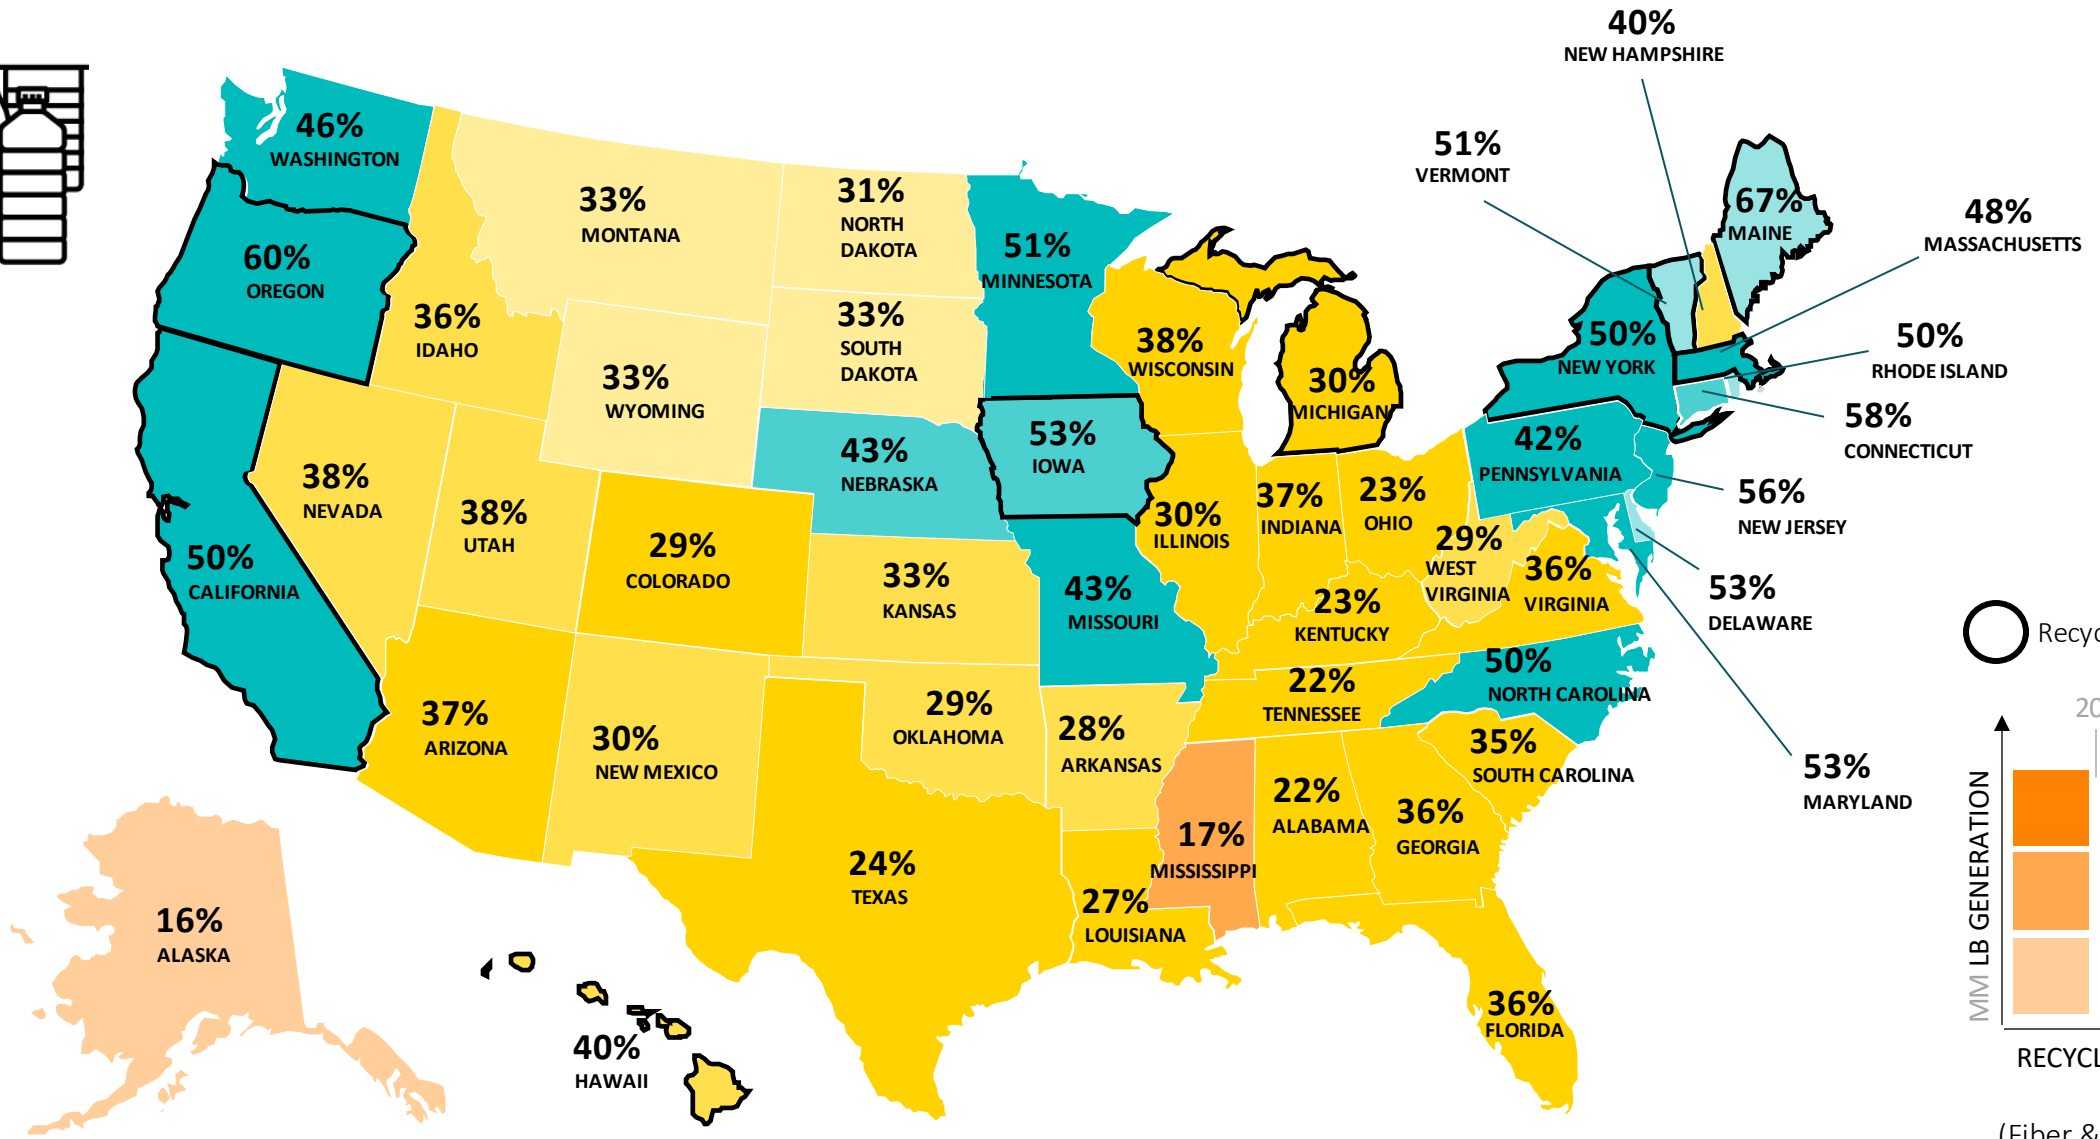 40%
NEW HAMPSHIRE
51%
VERMONT
67%
MAINE
48%
MASSACHUSETTS
46%
WASHINGTON
33%
MONTANA
31%
NORTH
DAKOTA
51%
MINNESOTA
60%
OREGON
36%
IDAHO
33%
SOUTH
DAKOTA
38%
WISCONSIN
30%
MICHIGAN
50%
NEW YORK
50%
RHODE ISLAND
58%
CONNECTICUT
33%
WYOMING
43%
NEBRASKA
53%
IOWA
42%
PENNSYLVANIA
56%
NEW JERSEY
38%
NEVADA
38%
UTAH
29%
COLORADO
30%
ILLINOIS
37%
INDIANA
23%
OHIO
29%
WEST
VIRGINIA
36%
VIRGINIA
50%
CALIFORNIA
33%
KANSAS
43%
MISSOURI
23%
KENTUCKY
53%
DELAWARE
Recyc
37%
ARIZONA
30%
NEW MEXICO
29%
OKLAHOMA
28%
ARKANSAS
22%
TENNESSEE
50%
NORTH CAROLINA
35%
SOUTH CAROLINA
53%
MARYLAND
20
17%
MISSISSIPPI
22%
ALABAMA
36%
GEORGIA
24%
TEXAS
27%
LOUISIANA
16%
ALASKA
40%
HAWAII
36%
FLORIDA
MM LB GENERATION
RECYCL
(Fiber &